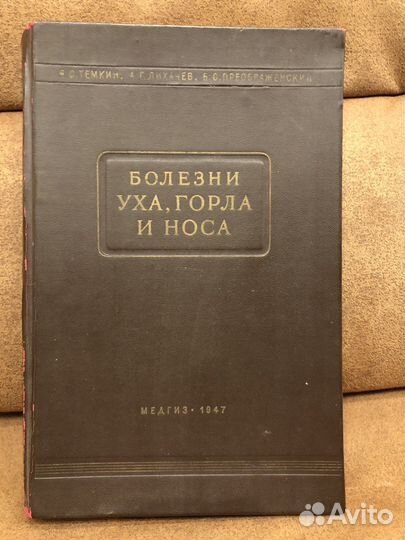 Я.С.ТЕМКИН, А.Г.ЛИХАЧЕВ, Б.С.ПРЕОБРАЖЕНСКИЙ
БОЛЕЗНИ
УХА, ГОРЛА
И НОСА
МЕДГИЗ · 1947
Avito